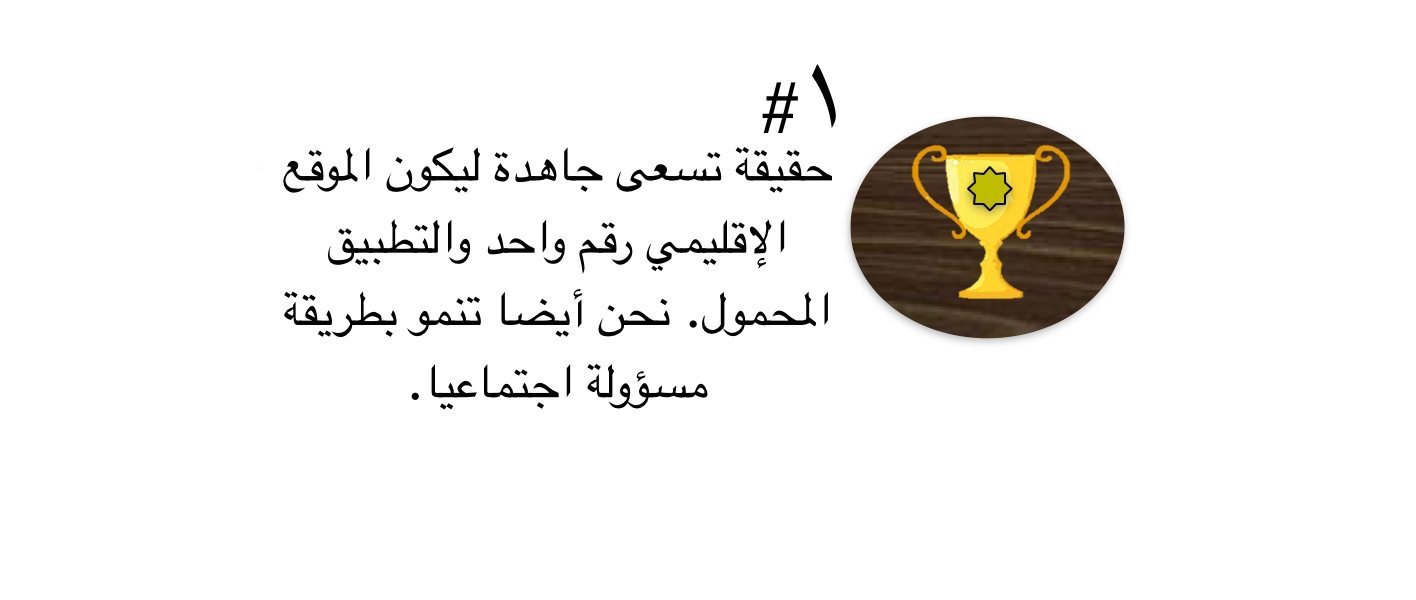 #١
حقيقة تسعى جاهدة ليكون الموقع
الإقليمي رقم واحد والتطبيق
المحمول. نحن أيضا تنمو بطريقة
مسؤولة اجتماعيا.